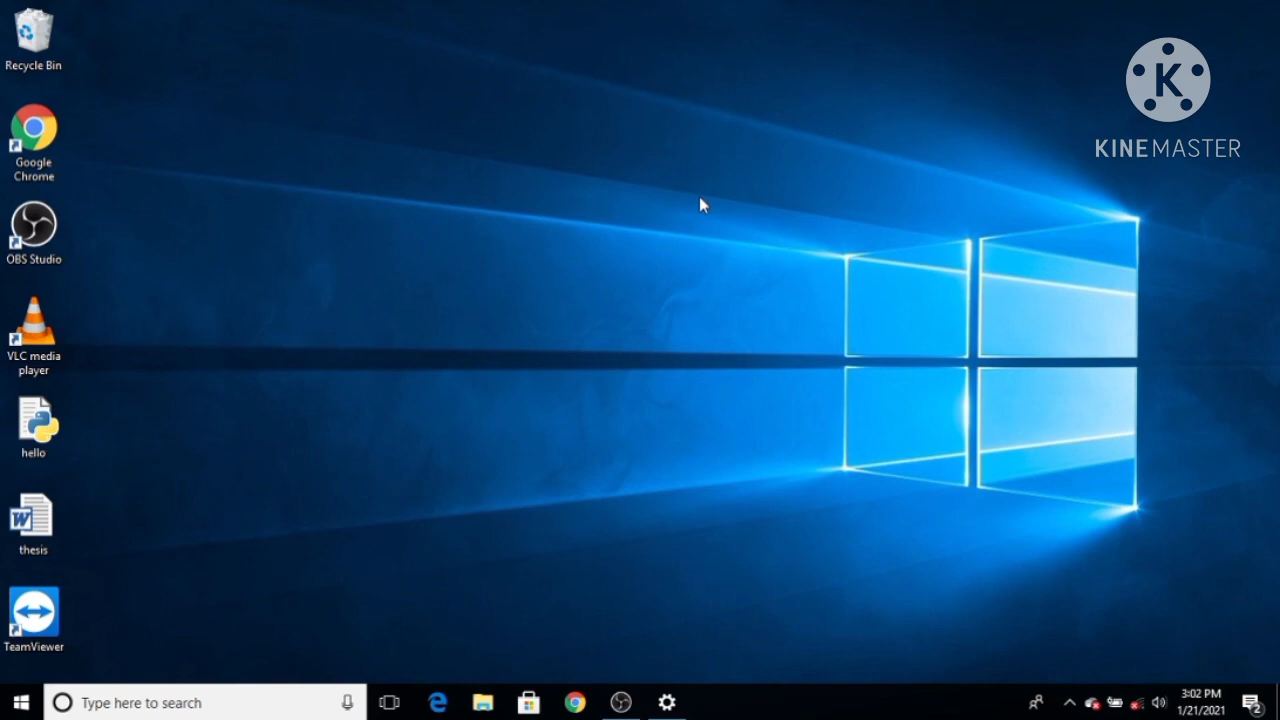 Recycle Bin
Google
Chrome
OBS Studio
VLC media
player
hello
W
thesis
TeamViewer
K
KINEMASTER
Type here to search
3:02 PM
1/21/2021
2